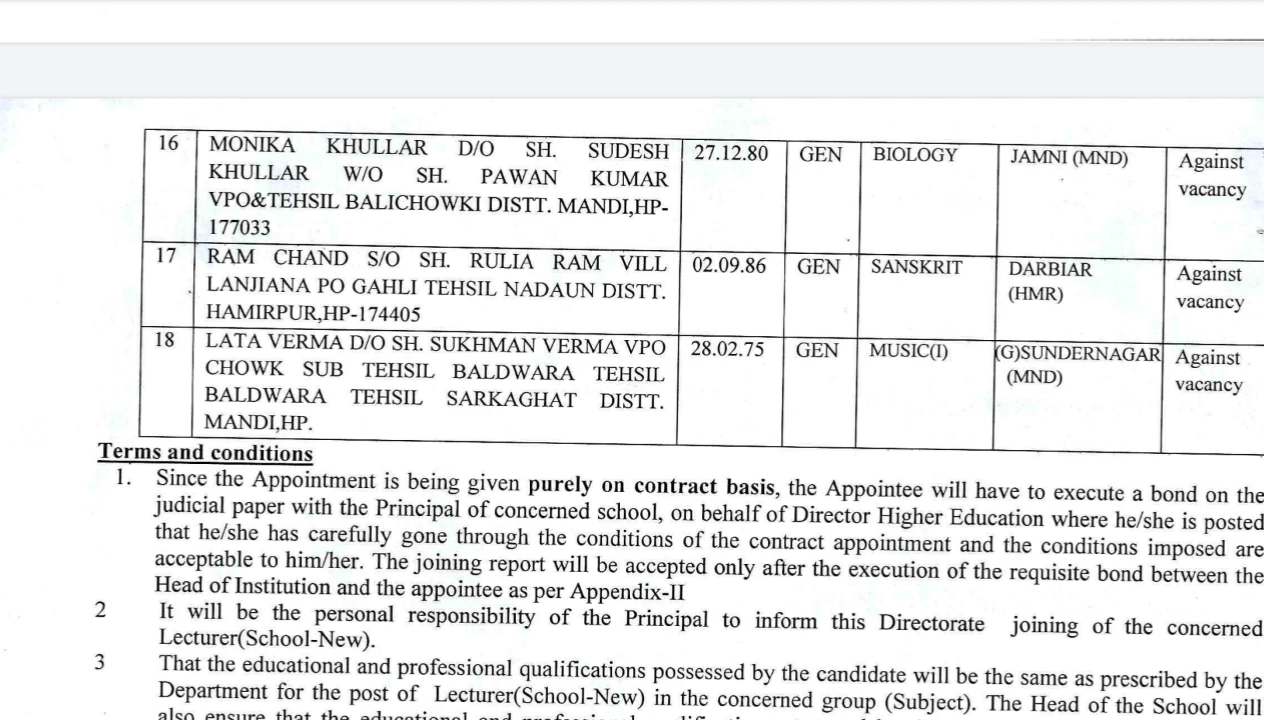 16 MONIKA KHULLAR D/O SH. SUDESH 27.12.80 GEN BIOLOGY JAMNI (MND) Against
KHULLAR W/O SH. PAWAN KUMAR vacancy
VPO&TEHSIL BALICHOWKI DISTT. MANDI,HP-
177033
17 RAM CHAND S/O SH. RULIA RAM VILL 02.09.86 GEN SANSKRIT DARBIAR Against
LANJIANA PO GAHLI TEHSIL NADAUN DISTT. (HMR) vacancy
HAMIRPUR,HP-174405
18 LATA VERMA D/O SH. SUKHMAN VERMA VPO 28.02.75 GEN MUSIC(I) (G)SUNDERNAGAR Against
CHOWK SUB TEHSIL BALDWARA TEHSIL (MND) vacancy
BALDWARA TEHSIL SARKAGHAT DISTT.
MANDI,HP.
Terms and conditions
1. Since the Appointment is being given purely on contract basis, the Appointee will have to execute a bond on the
judicial paper with the Principal of concerned school, on behalf of Director Higher Education where he/she is posted
that he/she has carefully gone through the conditions of the contract appointment and the conditions imposed are
acceptable to him/her. The joining report will be accepted only after the execution of the requisite bond between the
Head of Institution and the appointee as per Appendix-II
2 It will be the personal responsibility of the Principal to inform this Directorate joining of the concerned
Lecturer(School-New).
3 That the educational and professional qualifications possessed by the candidate will be the same as prescribed by the
Department for the post of Lecturer(School-New) in the concerned group (Subject). The Head of the School will
also ensure that the educational and professional